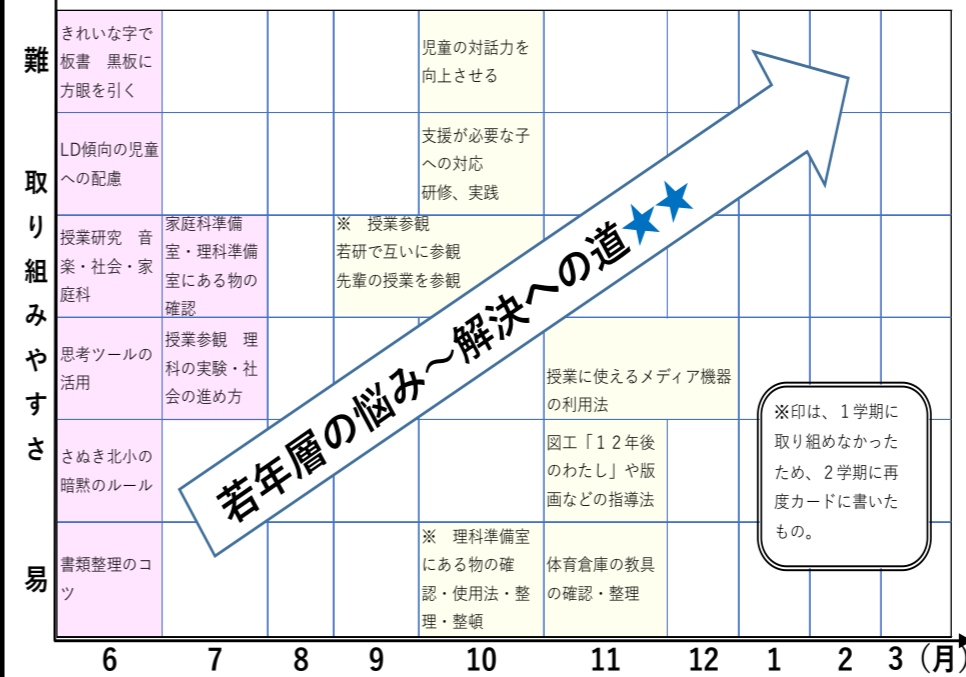 難
取り組みやすさ
易
きれいな字で
板書　黒板に
方眼を引く
児童の対話力を
向上させる
LD傾向の児童
への配慮
支援が必要な子
への対応
研修、実践
授業研究　音
楽・社会・家
庭科
家庭科準備
室・理科準備
室にある物の
確認
※　授業参観
若研で互いに参観
先輩の授業を参観
思考ツールの
活用
授業参観　理
科の実験・社
会の進め方
授業に使えるメディア機器
の利用法
さぬき北小の
暗黙のルール
図工「１２年後
のわたし」や版
画などの指導法
書類整理のコ
ツ
※　理科準備室
にある物の確
認・使用法・整
理・整頓
体育倉庫の教具
の確認・整理
若年層の悩み～解決への道★★
※印は、１学期に
取り組めなかった
ため、２学期に再
度カードに書いた
もの。
6 7 8 9 10 11 12 1 2 3（月）